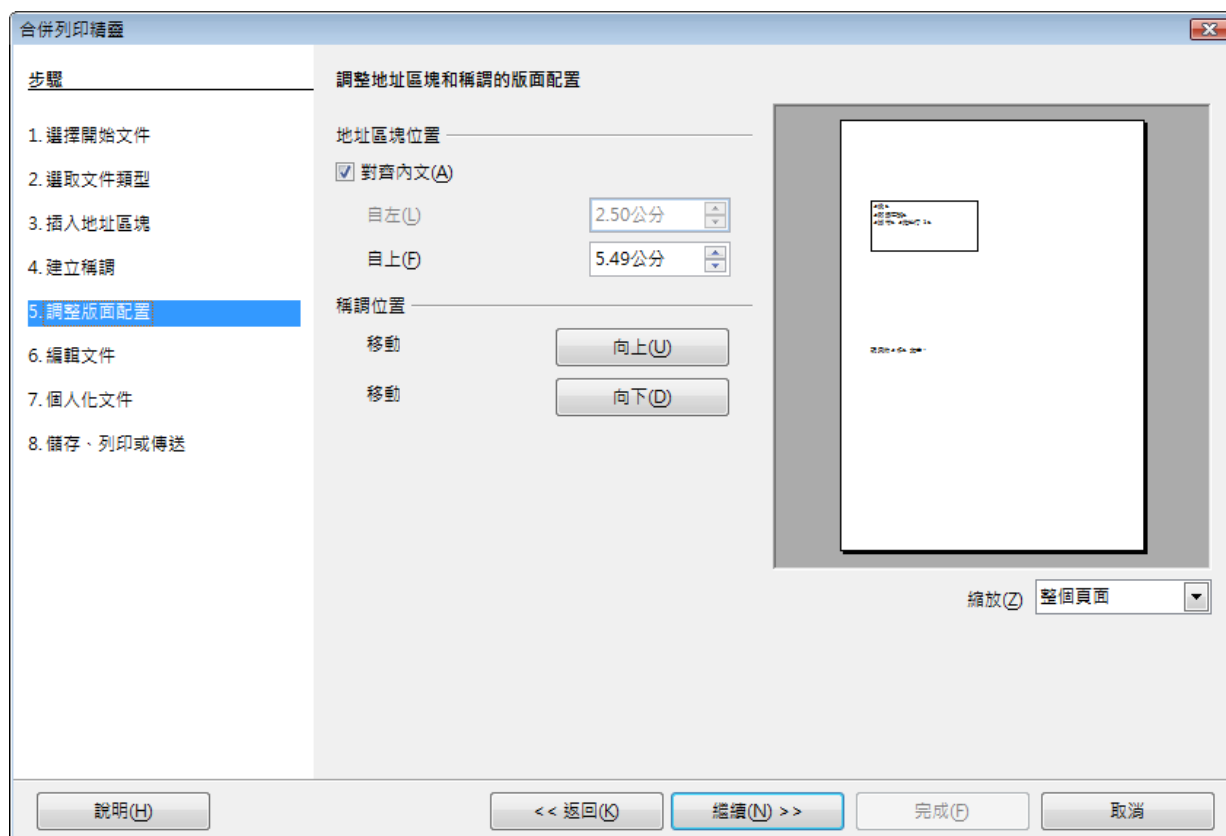 合併列印精靈
步驟
1. 選擇開始文件
2. 選取文件類型
3. 插入地址區塊
4. 建立稱謂
5. 調整版面配置
6. 編輯文件
7. 個人化文件
8. 儲存、列印或傳送
調整地址區塊和稱謂的版面配置
地址區塊位置
對齊內文(A)
自左(L) 2.50公分
自上(F) 5.49公分
稱謂位置
移動 向上(U)
移動 向下(D)
縮放(Z) 整個頁面
說明(H) << 返回(K) 繼續(N) >> 完成(F) 取消